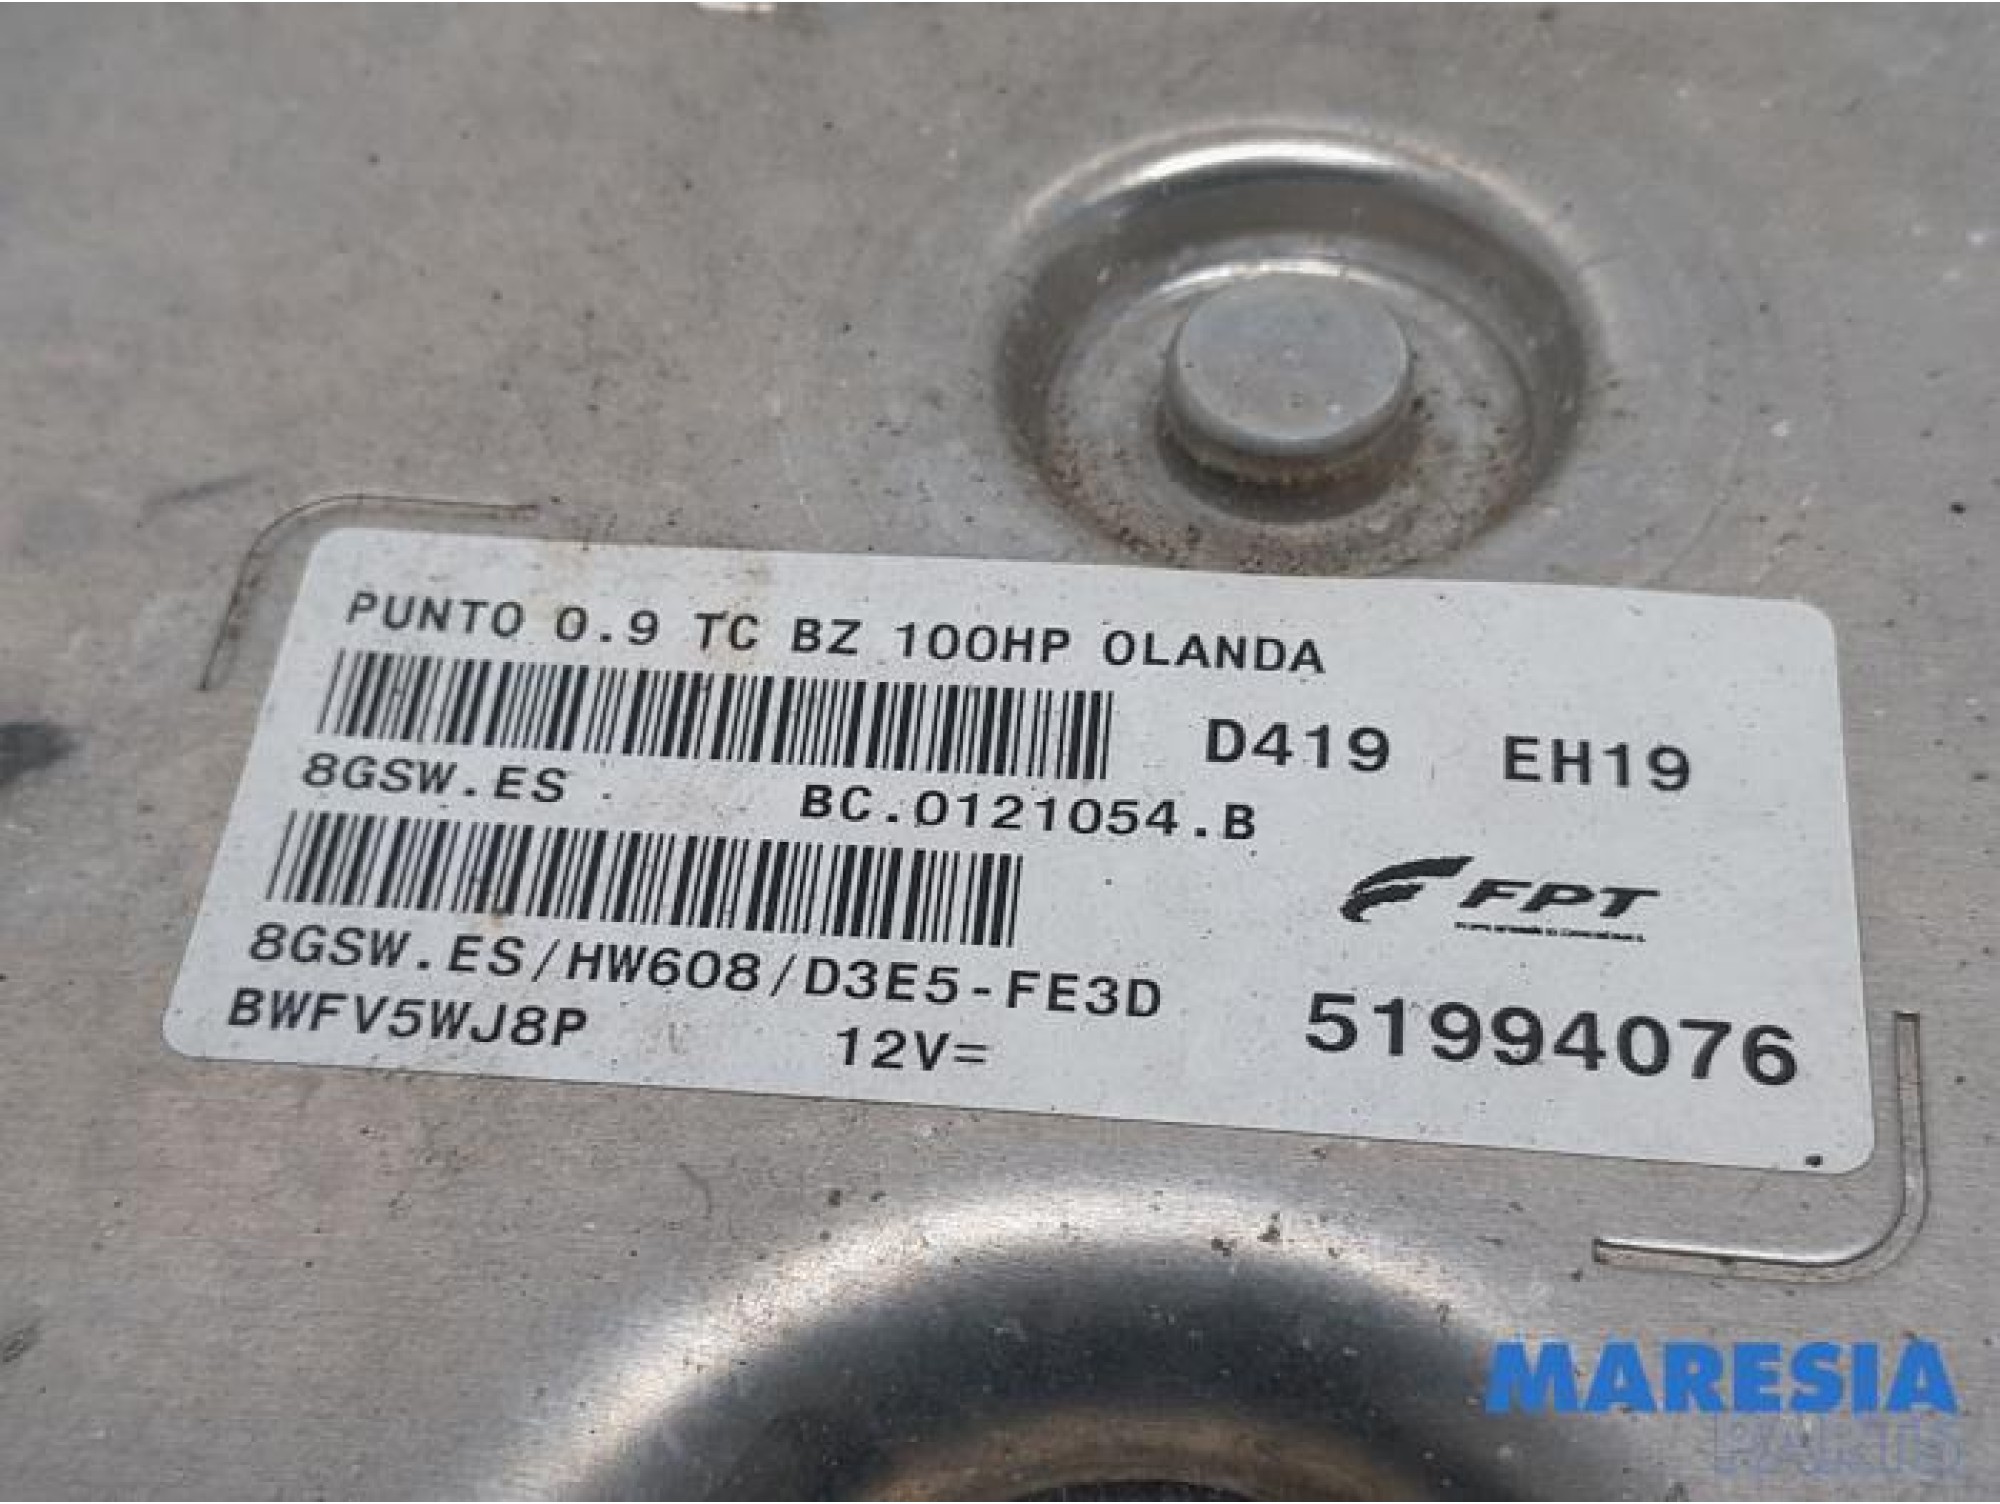 PUNTO 0.9 TC BZ 100HP OLANDA
D419 EH19
8GSW.ES BC.0121054.B
FPT
8GSW.ES/HW608/D3E5-FE3D
BWFV5WJ8P 12V= 51994076
MARESIA
PARTS